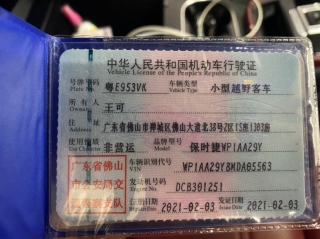 中华人民共和国机动车行驶证
Vehicle License of the People's Republic of China
号牌号码 粤E9S3VK 车辆类型 小型越野客车
Plate No. Vehicle Type
所有人 王可
Owner
住址 广东省佛山市禅城区佛山大道北38号2区15座1303房
Address
使用性质 非营运 品牌型号 保时捷WP1AA29Y
Use Character Model
广东省佛山 车辆识别代号 WP1AA29YBMDA05563
VIN
市公安局交 发动机号码 DCB301251
Engine No.
通警察支队 注册日期 2021-02-03 发证日期 2021-02-03
Register Date Issue Date